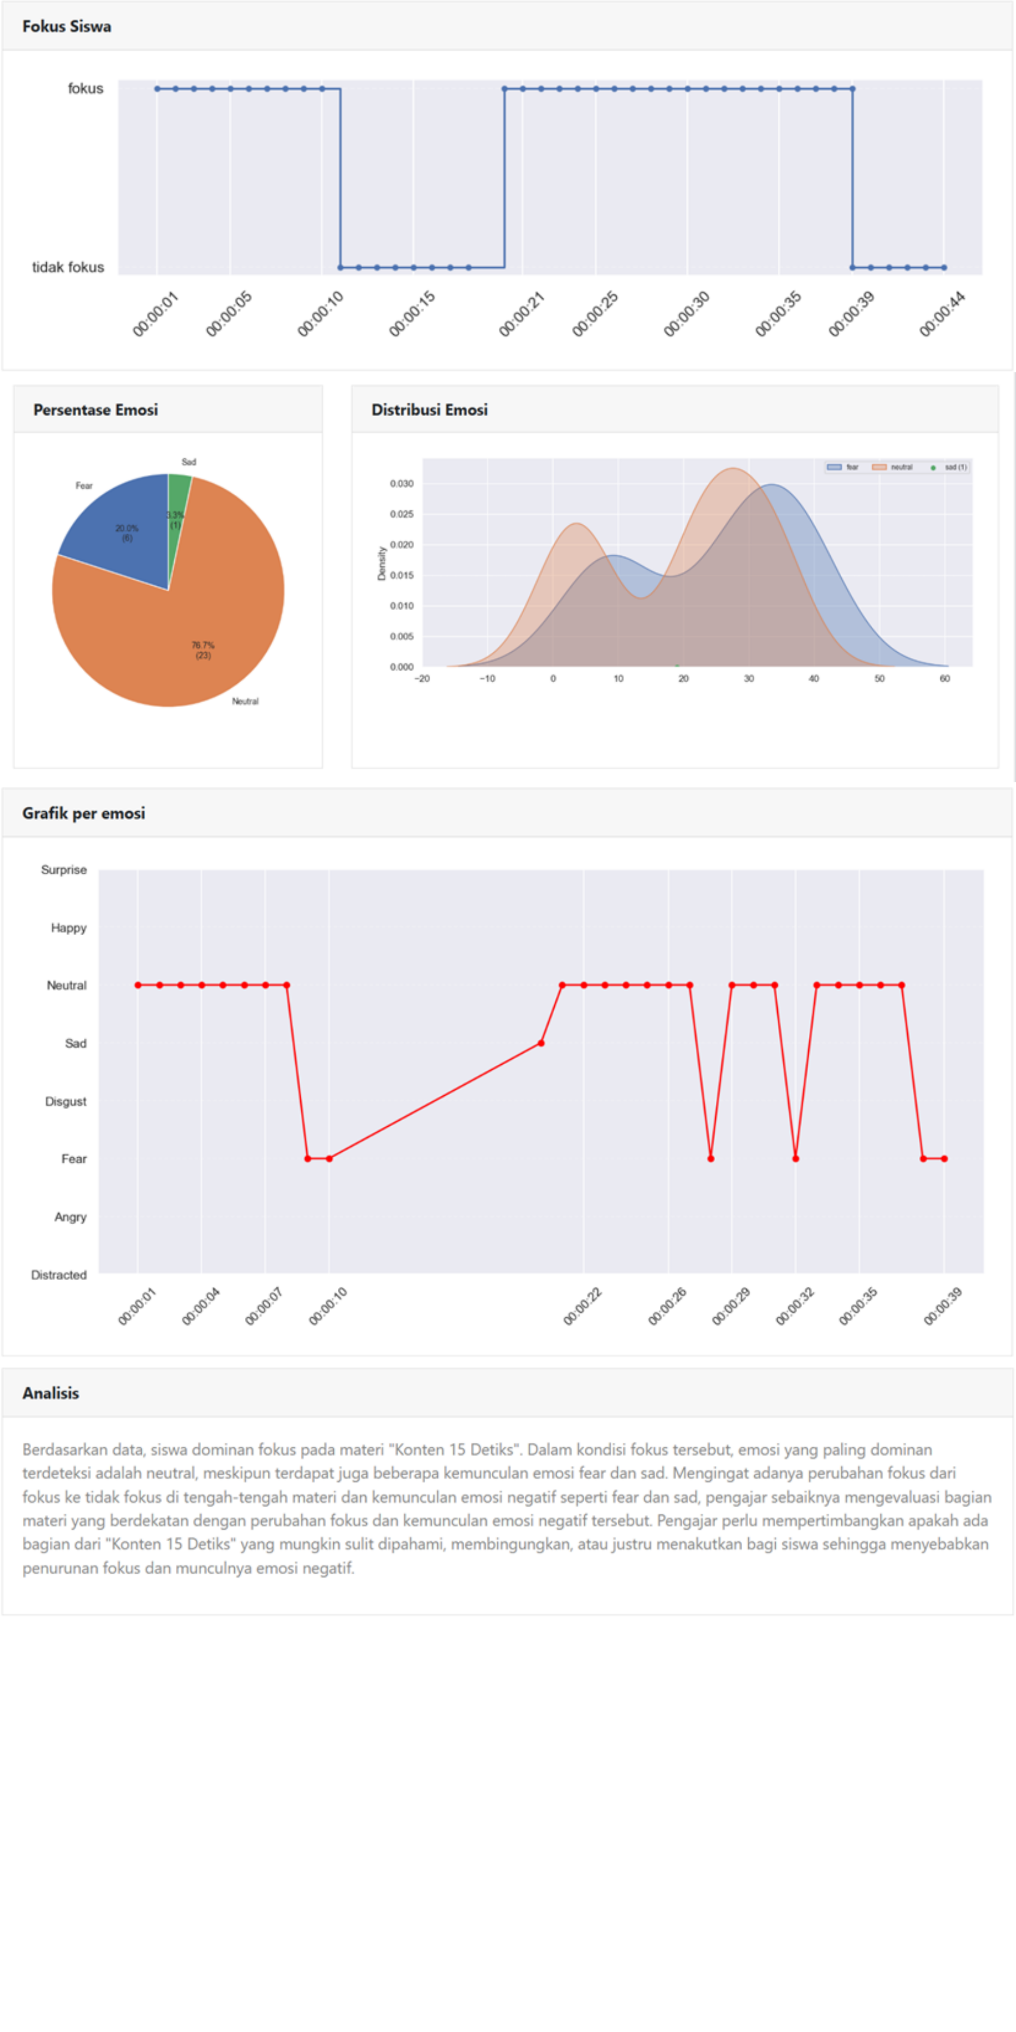 Fokus Siswa
fokus
tidak fokus
00:00:01
00:00:05
00:00:10
00:00:15
00:00:21
00:00:25
00:00:30
00:00:35
00:00:39
00:00:44
Persentase Emosi
Sad
Fear
3.3%
(1)
20.0%
(6)
76.7%
(23)
Neutral
Distribusi Emosi
fear
neutral
sad (1)
Density
0.030
0.025
0.020
0.015
0.010
0.005
0.000
−20
−10
0
10
20
30
40
50
60
Grafik per emosi
Surprise
Happy
Neutral
Sad
Disgust
Fear
Angry
Distracted
00:00:01
00:00:04
00:00:07
00:00:10
00:00:22
00:00:26
00:00:29
00:00:32
00:00:35
00:00:39
Analisis
Berdasarkan data, siswa dominan fokus pada materi "Konten 15 Detiks". Dalam kondisi fokus tersebut, emosi yang paling dominan
terdeteksi adalah neutral, meskipun terdapat juga beberapa kemunculan emosi fear dan sad. Mengingat adanya perubahan fokus dari
fokus ke tidak fokus di tengah-tengah materi dan kemunculan emosi negatif seperti fear dan sad, pengajar sebaiknya mengevaluasi bagian
materi yang berdekatan dengan perubahan fokus dan kemunculan emosi negatif tersebut. Pengajar perlu mempertimbangkan apakah ada
bagian dari "Konten 15 Detiks" yang mungkin sulit dipahami, membingungkan, atau justru menakutkan bagi siswa sehingga menyebabkan
penurunan fokus dan munculnya emosi negatif.